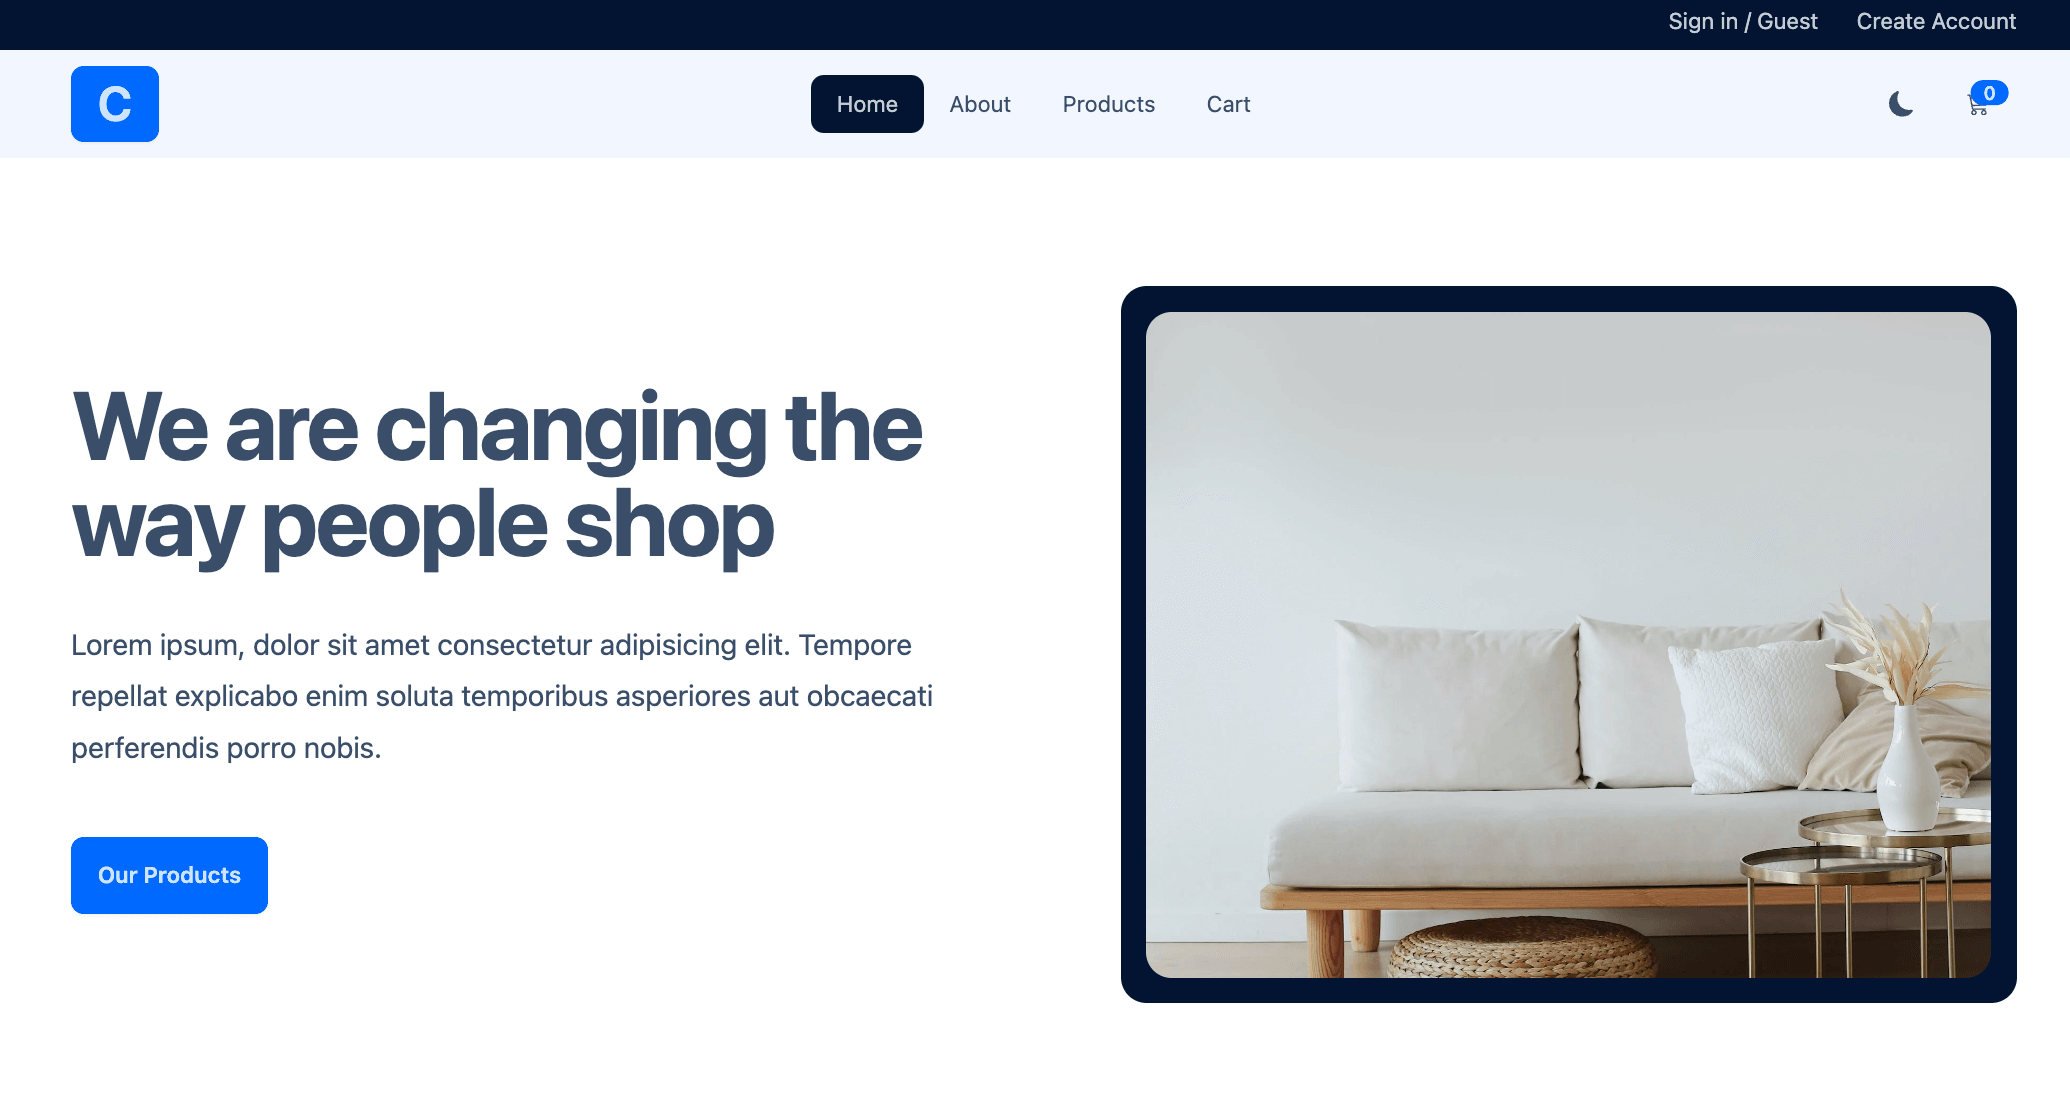 Sign in / Guest Create Account
C
Home About Products Cart
0
We are changing the
way people shop
Lorem ipsum, dolor sit amet consectetur adipisicing elit. Tempore
repellat explicabo enim soluta temporibus asperiores aut obcaecati
perferendis porro nobis.
Our Products